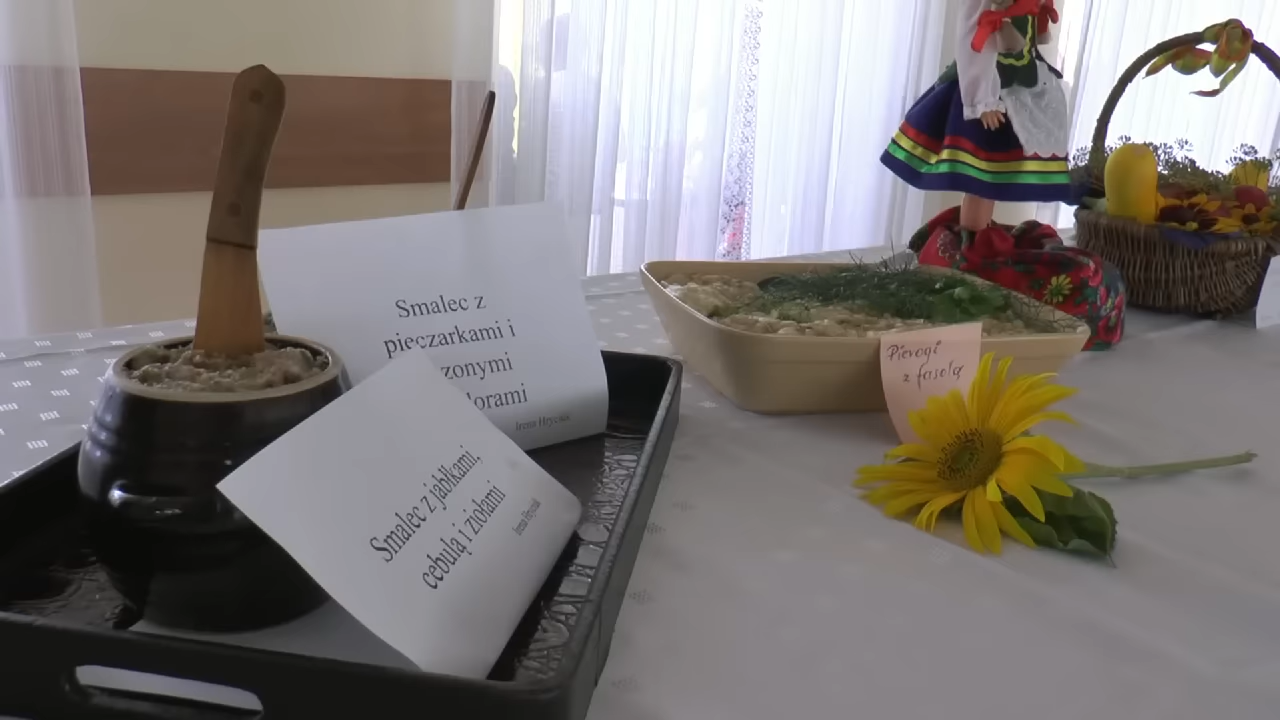 Smalec z
pieczarkami i
zonymi
lorami
Smalec z jabłkami,
cebulą i ziołami
Pierogi
z fasolą